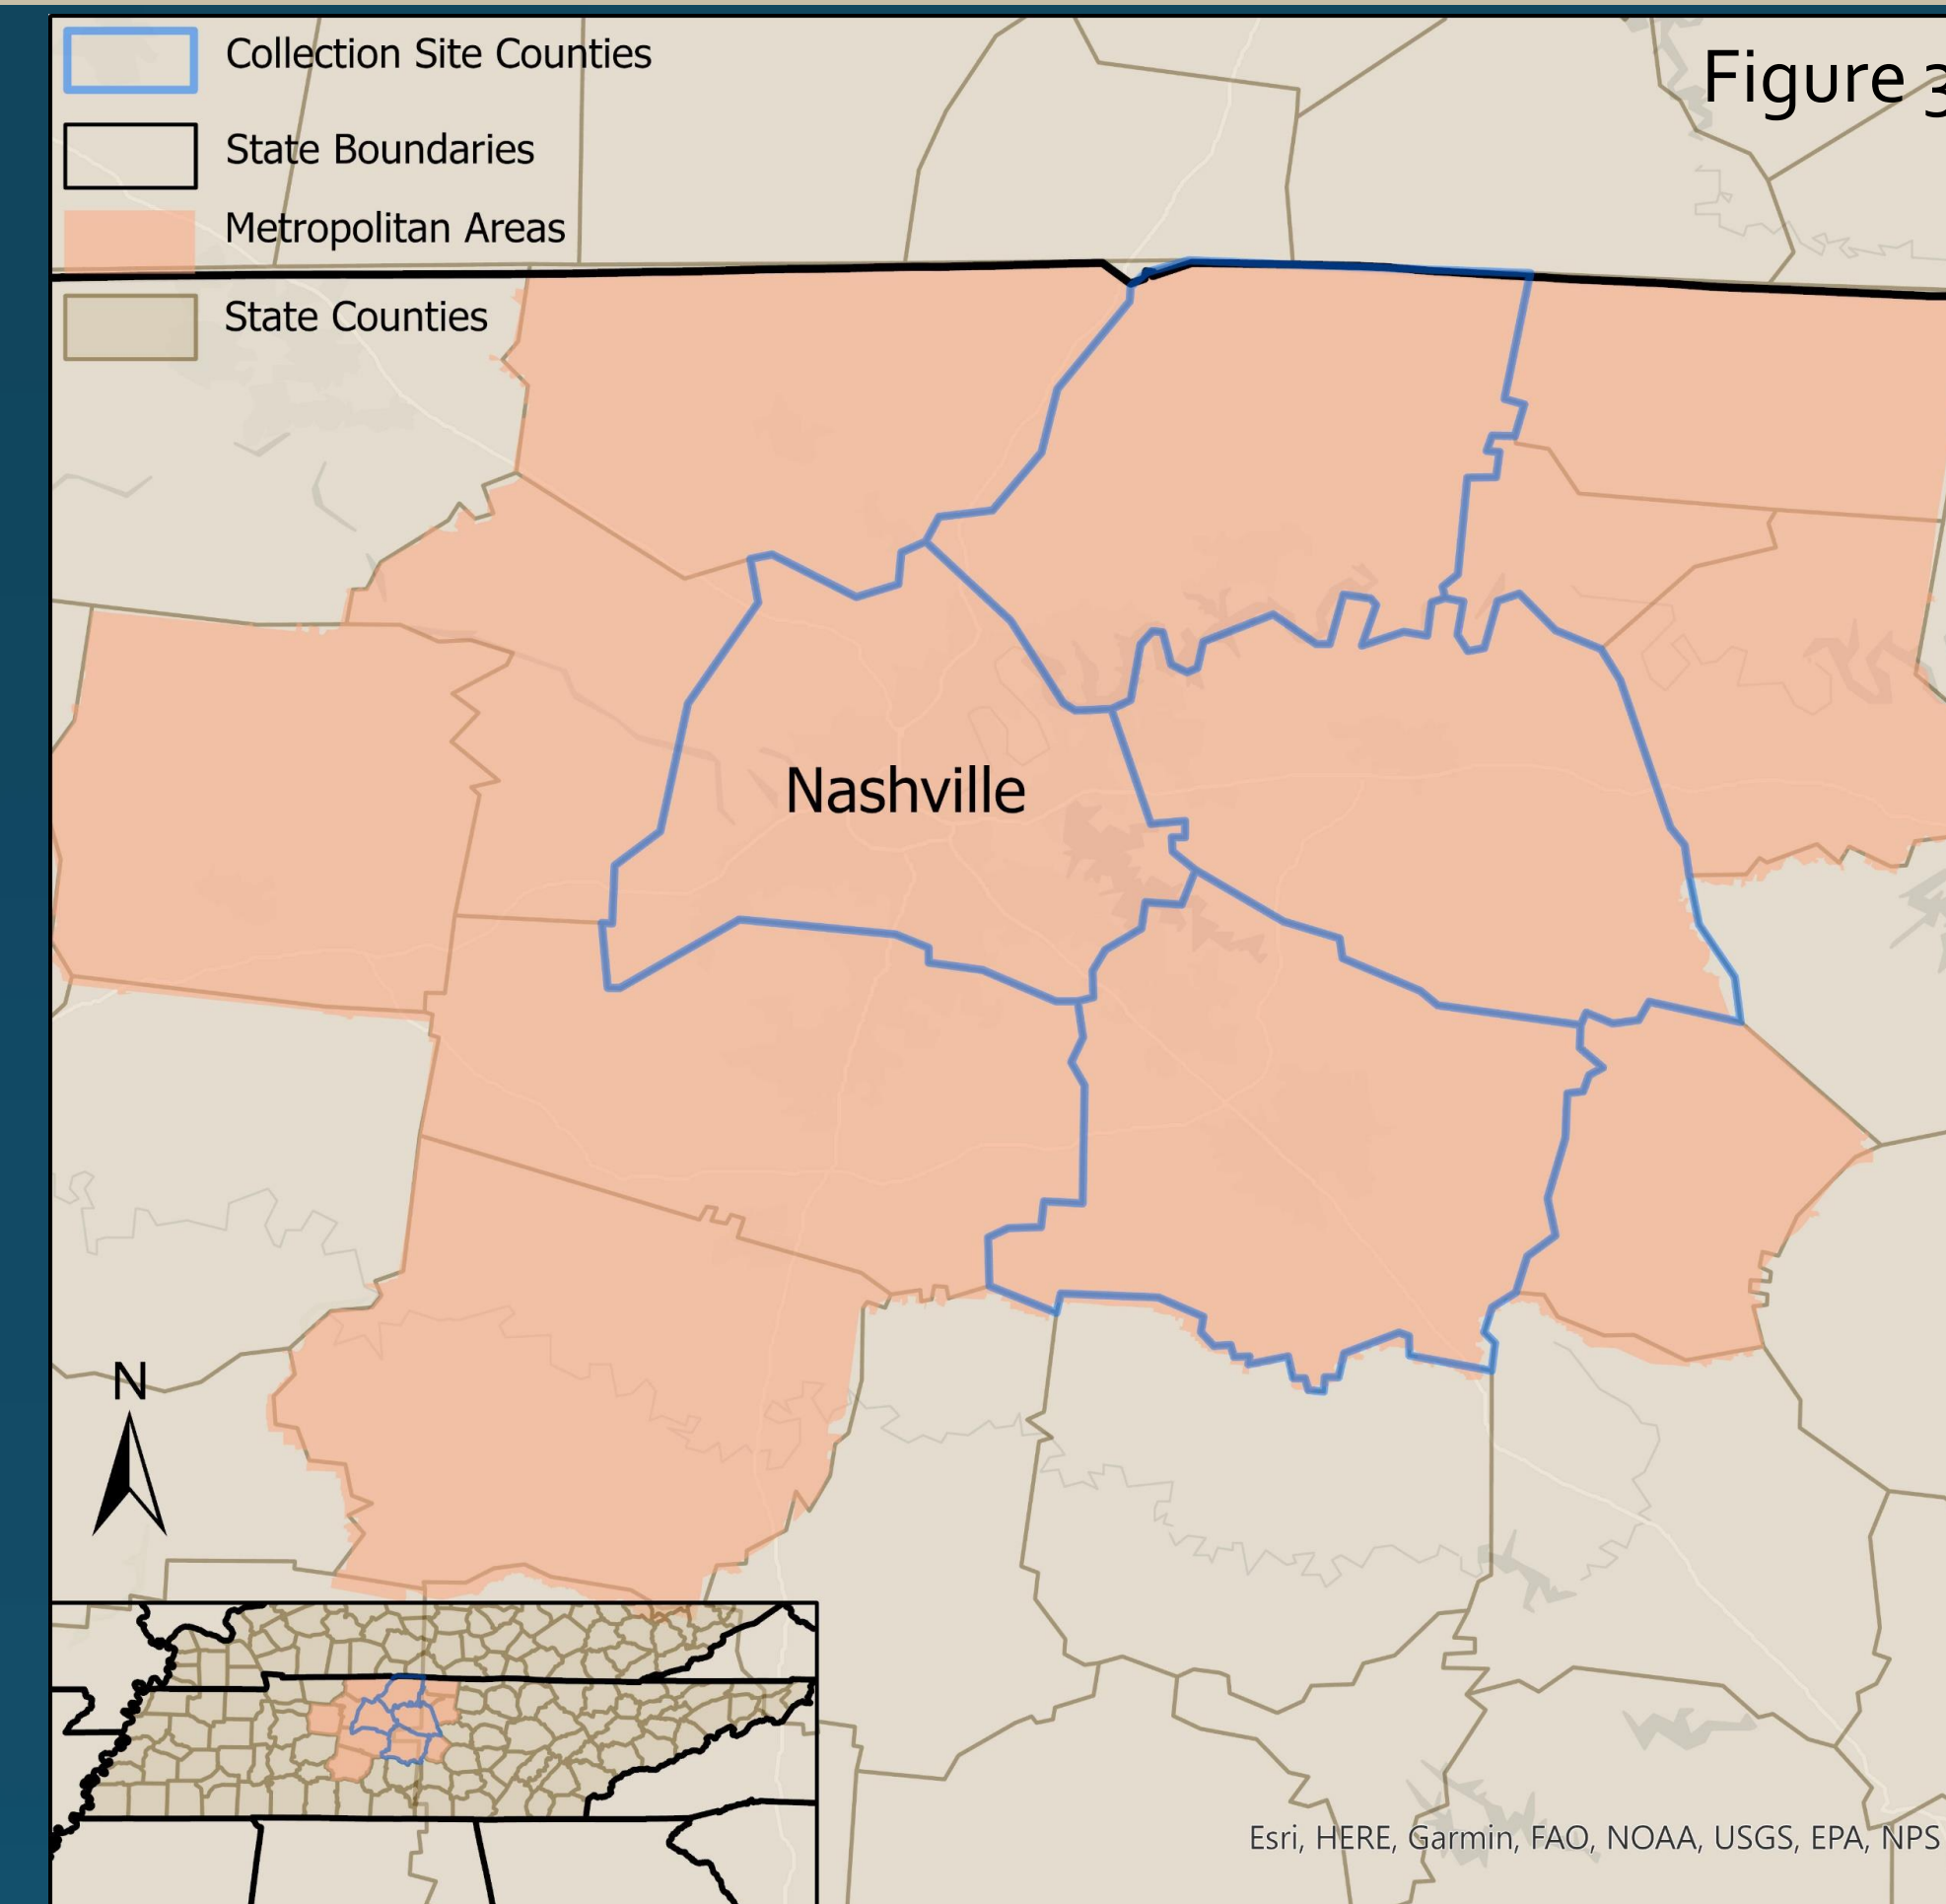 Collection Site Counties
State Boundaries
Metropolitan Areas
State Counties
Figure 3
Nashville
N
Esri, HERE, Garmin, FAO, NOAA, USGS, EPA, NPS